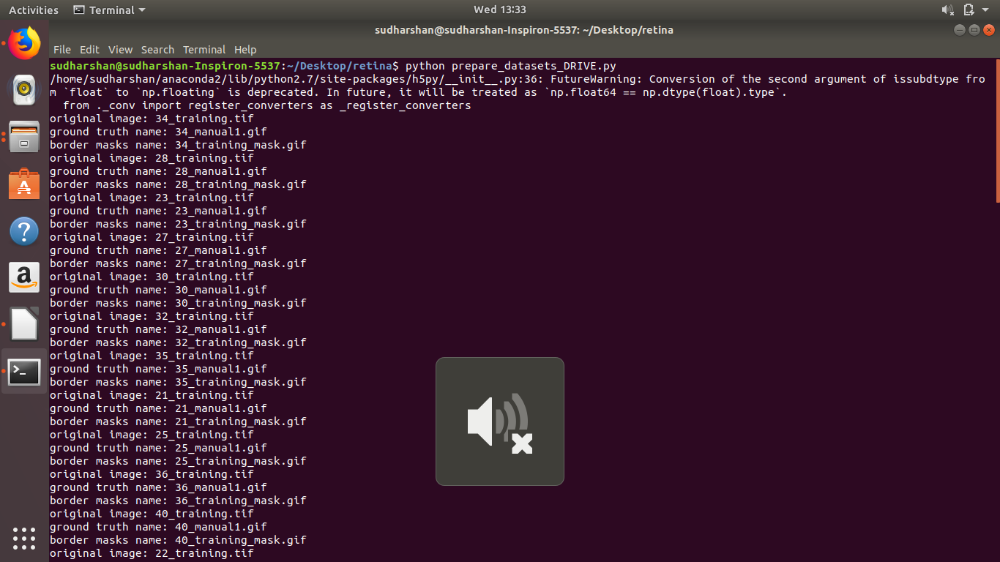 Activities Terminal Wed 13:33
sudharshan@sudharshan-Inspiron-5537: ~/Desktop/retina
File Edit View Search Terminal Help
sudharshan@sudharshan-Inspiron-5537:~/Desktop/retina$ python prepare_datasets_DRIVE.py
/home/sudharshan/anaconda2/lib/python2.7/site-packages/h5py/__init__.py:36: FutureWarning: Conversion of the second argument of issubdtype fro
m `float` to `np.floating` is deprecated. In future, it will be treated as `np.float64 == np.dtype(float).type`.
  from ._conv import register_converters as _register_converters
original image: 34_training.tif
ground truth name: 34_manual1.gif
border masks name: 34_training_mask.gif
original image: 28_training.tif
ground truth name: 28_manual1.gif
border masks name: 28_training_mask.gif
original image: 23_training.tif
ground truth name: 23_manual1.gif
border masks name: 23_training_mask.gif
original image: 27_training.tif
ground truth name: 27_manual1.gif
border masks name: 27_training_mask.gif
original image: 30_training.tif
ground truth name: 30_manual1.gif
border masks name: 30_training_mask.gif
original image: 32_training.tif
ground truth name: 32_manual1.gif
border masks name: 32_training_mask.gif
original image: 35_training.tif
ground truth name: 35_manual1.gif
border masks name: 35_training_mask.gif
original image: 21_training.tif
ground truth name: 21_manual1.gif
border masks name: 21_training_mask.gif
original image: 25_training.tif
ground truth name: 25_manual1.gif
border masks name: 25_training_mask.gif
original image: 36_training.tif
ground truth name: 36_manual1.gif
border masks name: 36_training_mask.gif
original image: 40_training.tif
ground truth name: 40_manual1.gif
border masks name: 40_training_mask.gif
original image: 22_training.tif